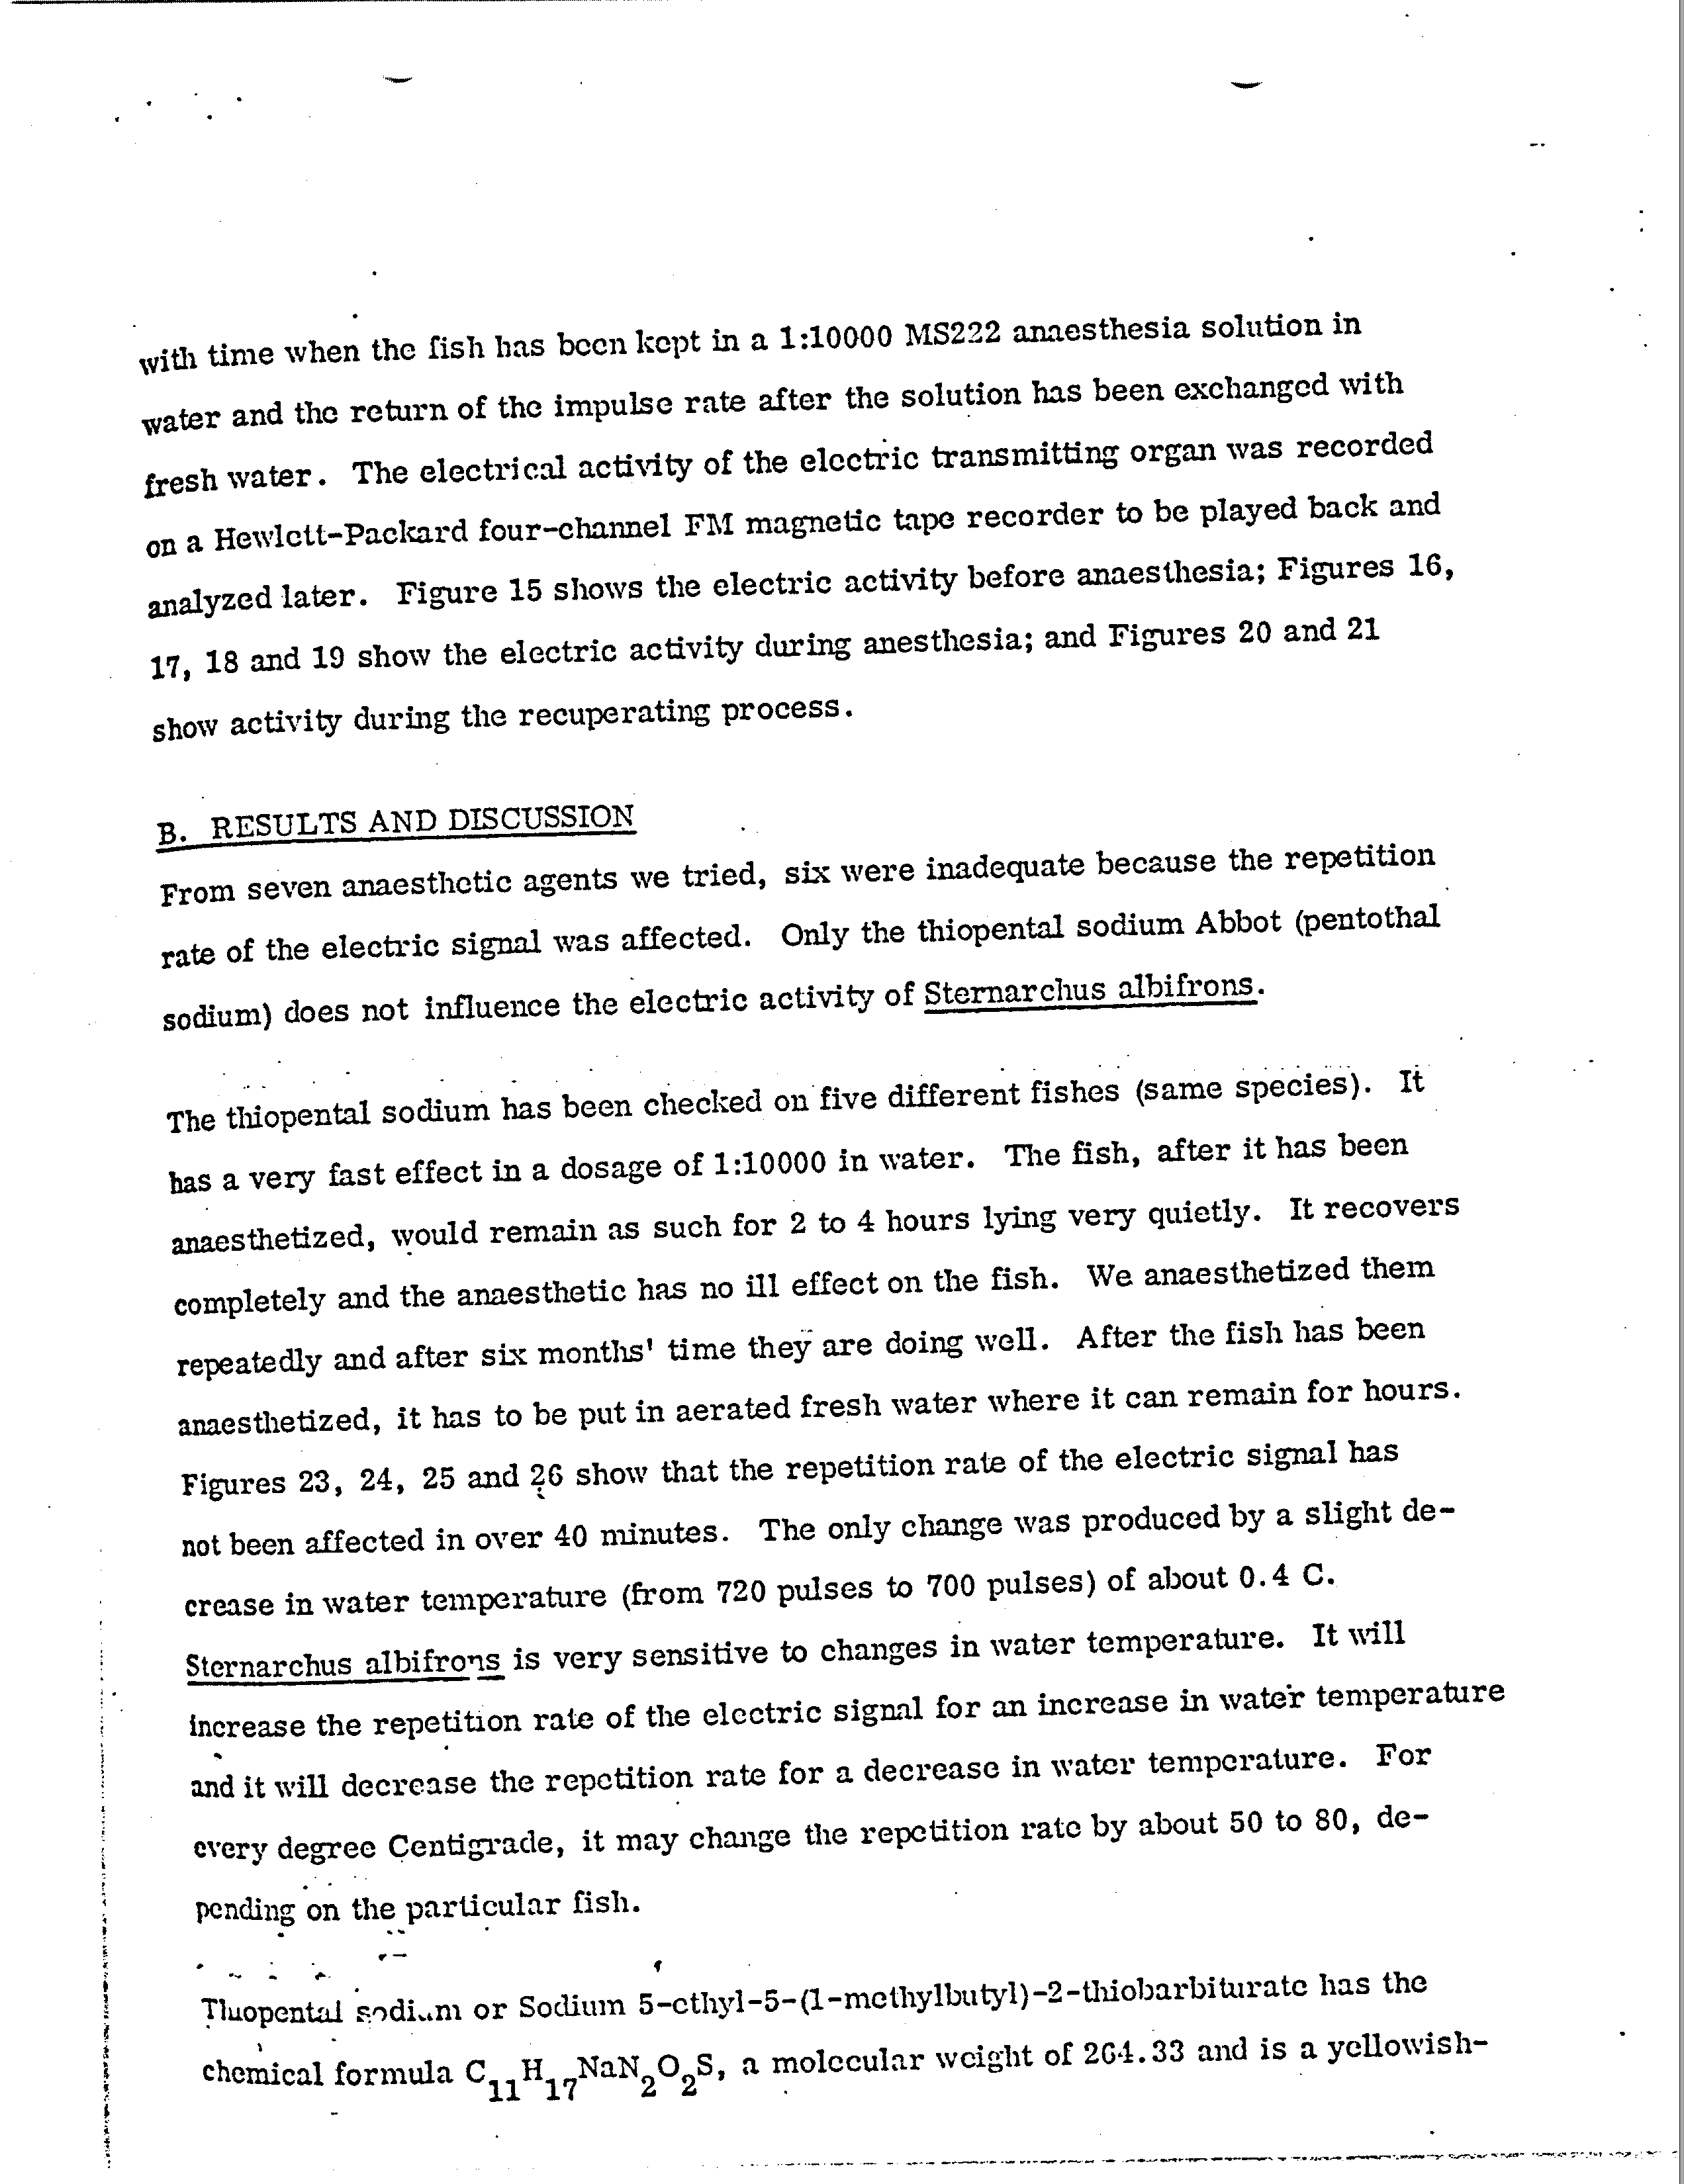 with time when the fish has been kept in a 1:10000 MS222 anaesthesia solution in
water and the return of the impulse rate after the solution has been exchanged with
fresh water. The electrical activity of the electric transmitting organ was recorded
on a Hewlett-Packard four-channel FM magnetic tape recorder to be played back and
analyzed later. Figure 15 shows the electric activity before anaesthesia; Figures 16,
17, 18 and 19 show the electric activity during anesthesia; and Figures 20 and 21
show activity during the recuperating process.
B. RESULTS AND DISCUSSION
From seven anaesthetic agents we tried, six were inadequate because the repetition
rate of the electric signal was affected. Only the thiopental sodium Abbot (pentothal
sodium) does not influence the electric activity of Sternarchus albifrons.
The thiopental sodium has been checked on five different fishes (same species). It
has a very fast effect in a dosage of 1:10000 in water. The fish, after it has been
anaesthetized, would remain as such for 2 to 4 hours lying very quietly. It recovers
completely and the anaesthetic has no ill effect on the fish. We anaesthetized them
repeatedly and after six months' time they are doing well. After the fish has been
anaesthetized, it has to be put in aerated fresh water where it can remain for hours.
Figures 23, 24, 25 and 26 show that the repetition rate of the electric signal has
not been affected in over 40 minutes. The only change was produced by a slight de-
crease in water temperature (from 720 pulses to 700 pulses) of about 0.4 C.
Sternarchus albifrons is very sensitive to changes in water temperature. It will
increase the repetition rate of the electric signal for an increase in water temperature
and it will decrease the repetition rate for a decrease in water temperature. For
every degree Centigrade, it may change the repetition rate by about 50 to 80, de-
pending on the particular fish.
Thiopental sodium or Sodium 5-ethyl-5-(1-methylbutyl)-2-thiobarbiturate has the
chemical formula C11H17NaN2O2S, a molecular weight of 264.33 and is a yellowish-